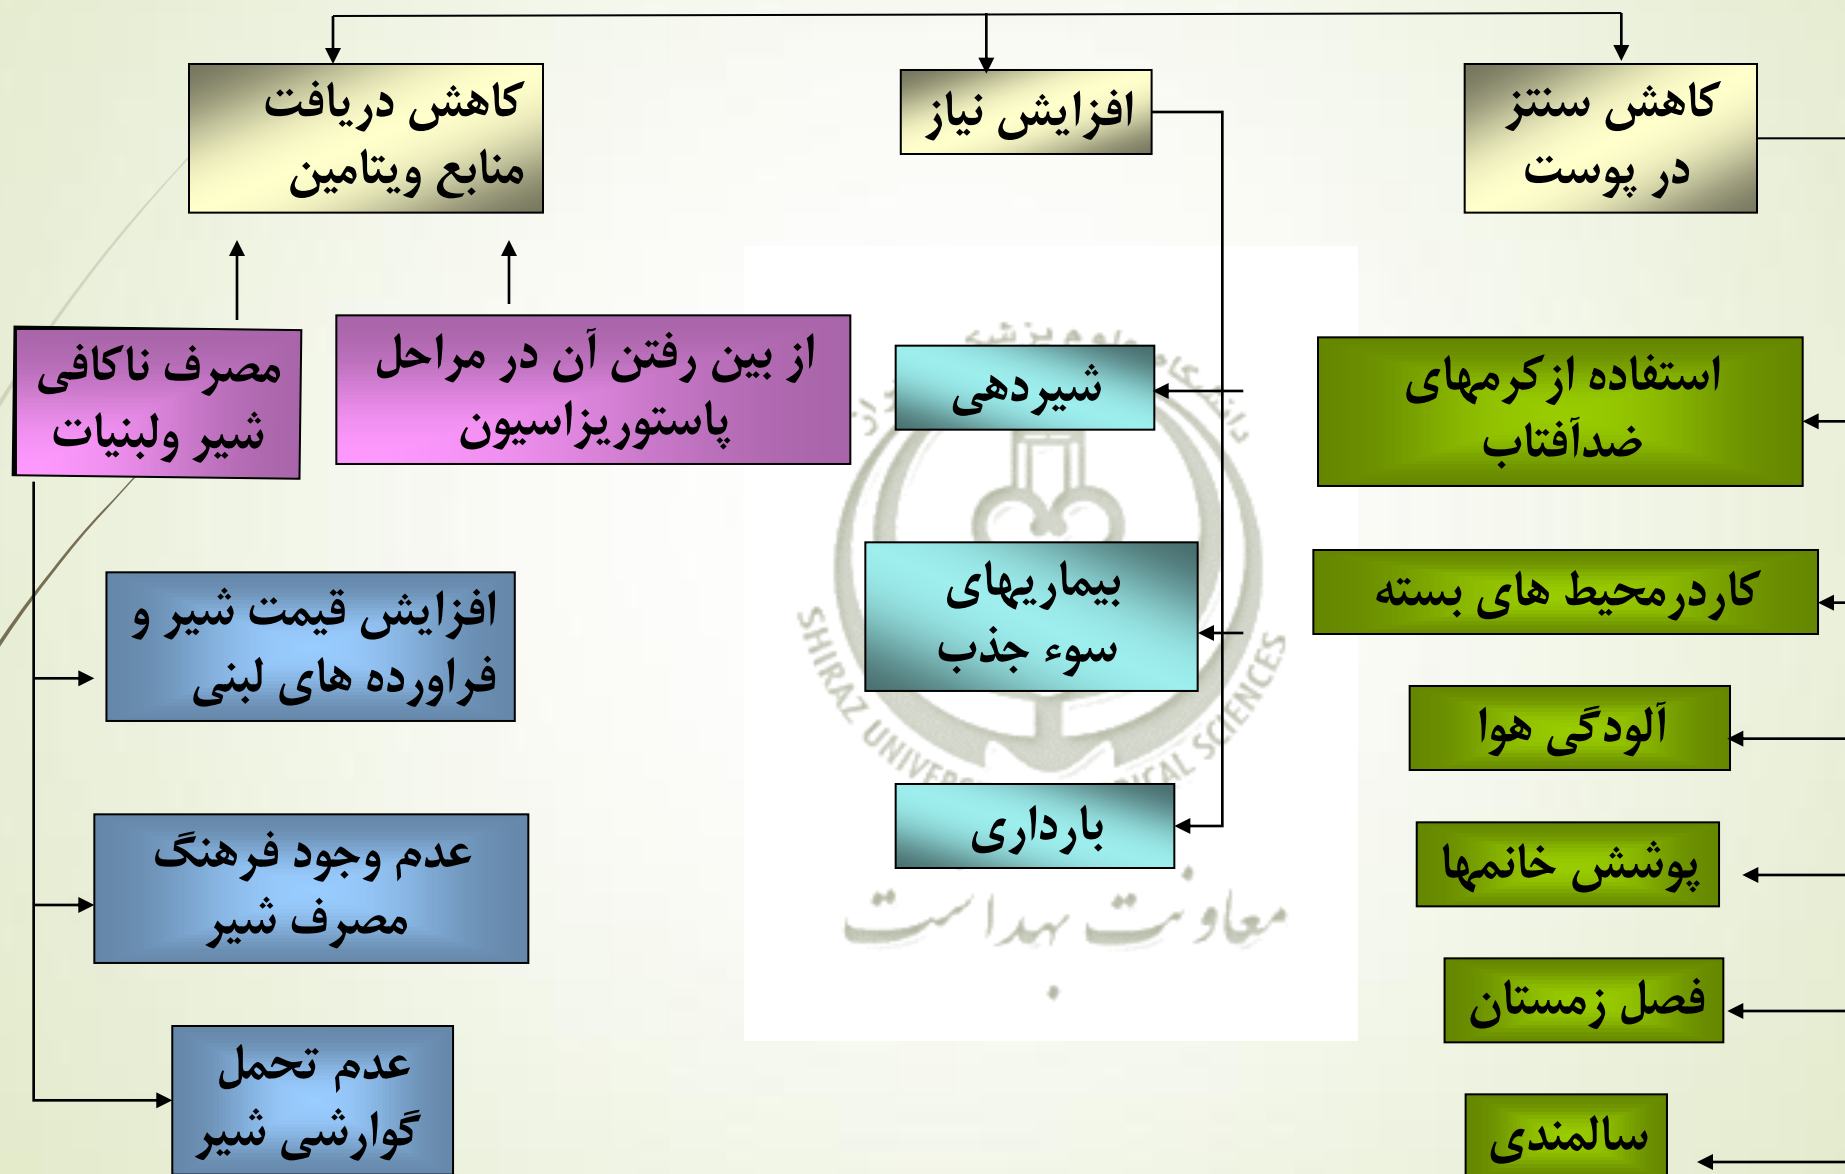 کاهش سنتز
در پوست
افزایش نیاز
کاهش دریافت
منابع ویتامین
استفاده ازکرمهای
ضدآفتاب
کاردرمحیط های بسته
آلودگی هوا
پوشش خانمها
فصل زمستان
سالمندی
شیردهی
بیماریهای
سوء جذب
بارداری
از بین رفتن آن در مراحل
پاستوریزاسیون
مصرف ناکافی
شیر ولبنیات
افزایش قیمت شیر و
فراورده های لبنی
عدم وجود فرهنگ
مصرف شیر
عدم تحمل
گوارشی شیر
SHIRAZ
SCIENCES
معاونت بهداشت